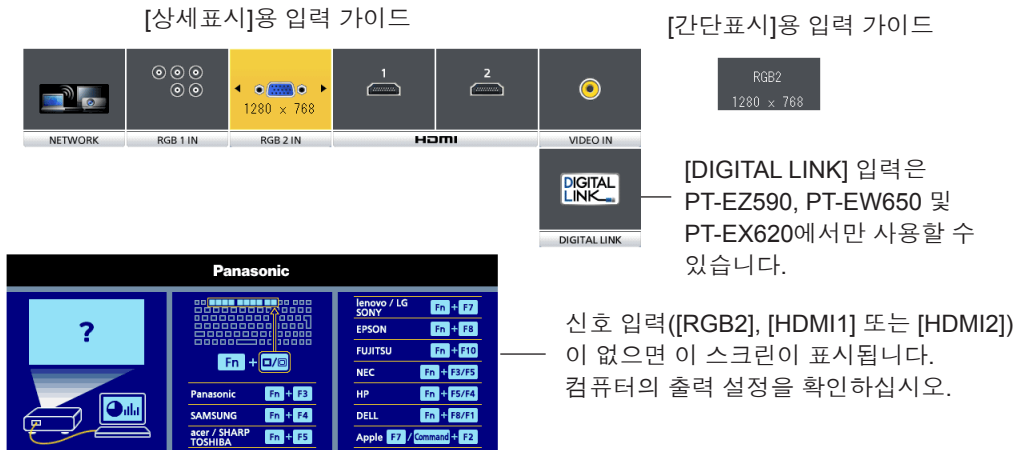 [상세표시]용 입력 가이드
[간단표시]용 입력 가이드
1
2
1280 x 768
NETWORK
RGB 1 IN
RGB 2 IN
HDMI
VIDEO IN
RGB2
1280 x 768
DIGITAL
LINK
DIGITAL LINK
[DIGITAL LINK] 입력은
PT-EZ590, PT-EW650 및
PT-EX620에서만 사용할 수
있습니다.
Panasonic
?
Fn + /
Panasonic Fn + F3
SAMSUNG Fn + F4
acer / SHARP
TOSHIBA Fn + F5
lenovo / LG
SONY Fn + F7
EPSON Fn + F8
FUJITSU Fn + F10
NEC Fn + F3/F5
HP Fn + F5/F4
DELL Fn + F8/F1
Apple F7 / Command + F2
신호 입력([RGB2], [HDMI1] 또는 [HDMI2])
이 없으면 이 스크린이 표시됩니다.
컴퓨터의 출력 설정을 확인하십시오.